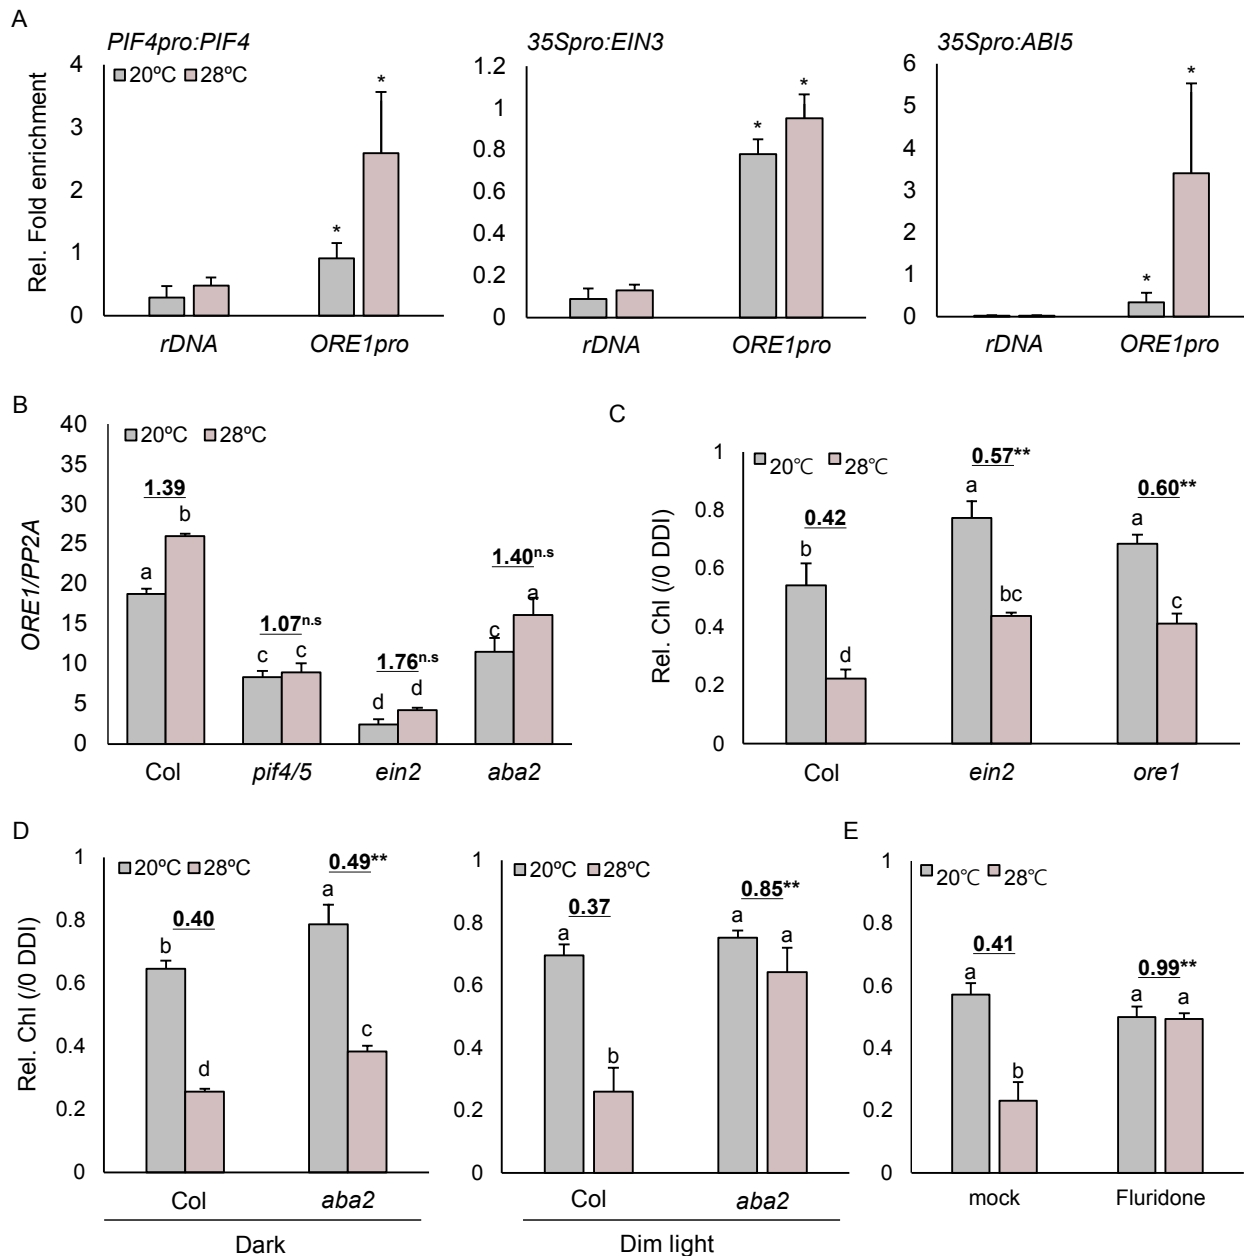 A
PIF4pro:PIF4
35Spro:EIN3
35Spro:ABI5
Rel. Fold enrichment
20ºC 28ºC
4
3
2
1
0
* *
rDNA ORE1pro
1.2
1
0.8
0.6
0.4
0.2
0
* *
rDNA ORE1pro
6
5
4
3
2
1
0
* *
rDNA ORE1pro
B
ORE1/PP2A
40
35
30
25
20
15
10
5
0
20ºC 28ºC
1.39
a b
1.07n.s
c c
1.76n.s
d d
1.40n.s
c a
Col pif4/5 ein2 aba2
C
Rel. Chl (/0 DDI)
1
0.8
0.6
0.4
0.2
0
20℃ 28℃
0.42
b d
0.57**
a bc
0.60**
a c
Col ein2 ore1
D
Rel. Chl (/0 DDI)
1
0.8
0.6
0.4
0.2
0
20ºC 28ºC
0.40
b d
0.49**
a c
Col aba2
Dark
1
0.8
0.6
0.4
0.2
0
20ºC 28ºC
0.37
a b
0.85**
a a
Col aba2
Dim light
E
1
0.8
0.6
0.4
0.2
0
20℃ 28℃
0.41
a b
0.99**
a a
mock Fluridone